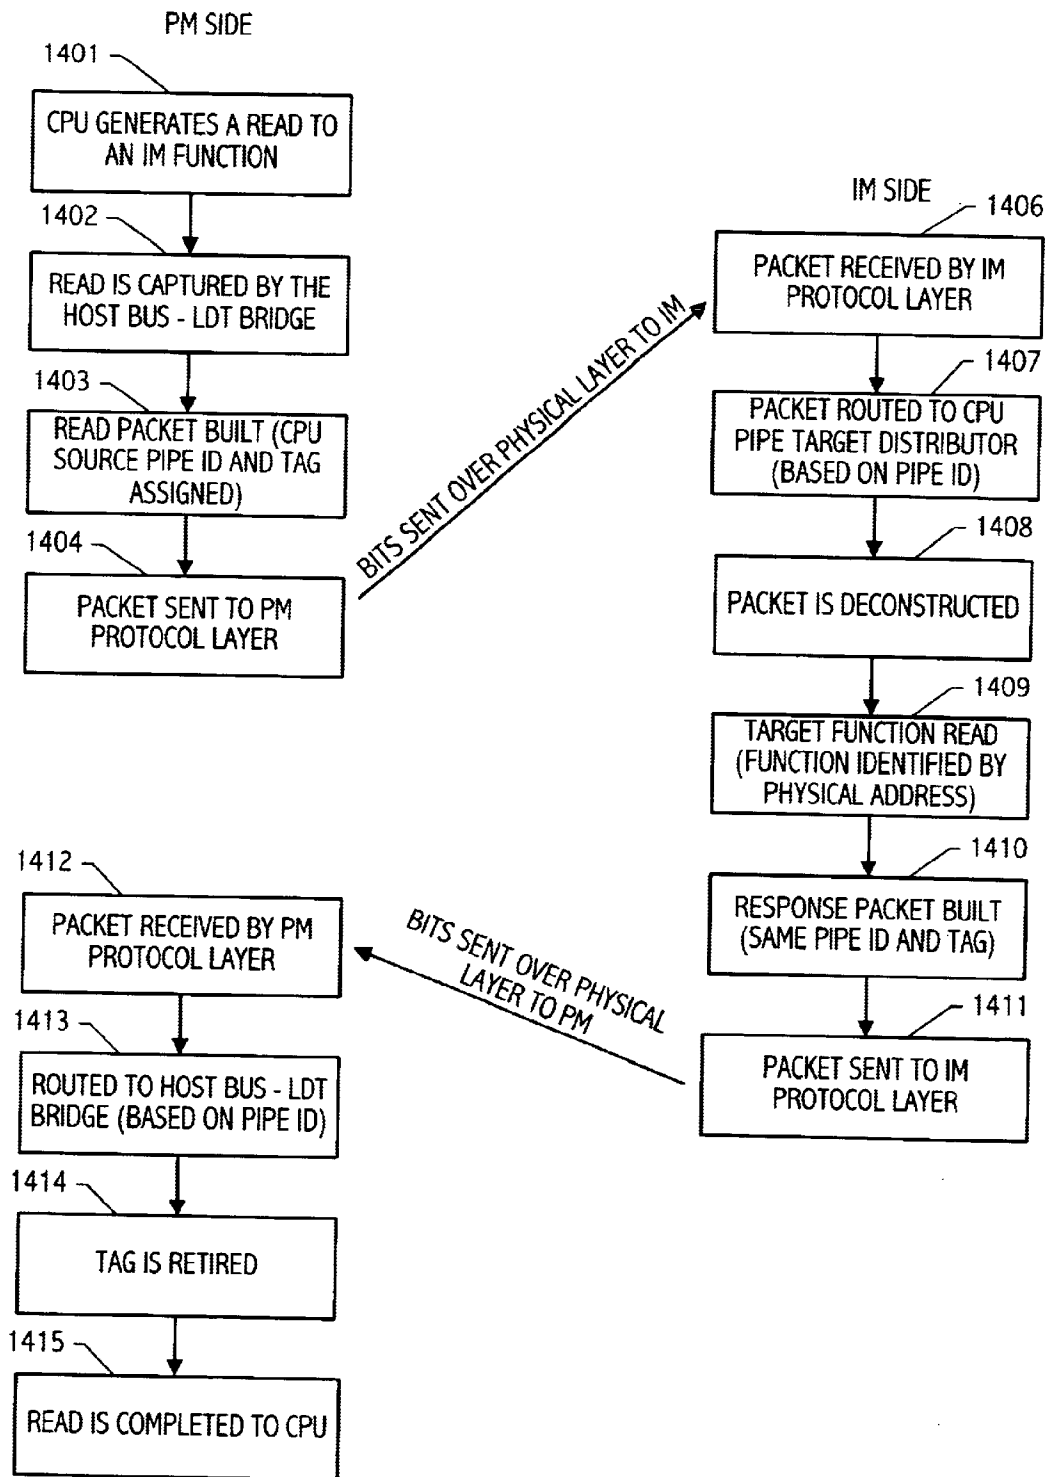 PM SIDE
1401
CPU GENERATES A READ TO
AN IM FUNCTION
1402
READ IS CAPTURED BY THE
HOST BUS - LDT BRIDGE
1403
READ PACKET BUILT (CPU
SOURCE PIPE ID AND TAG
ASSIGNED)
1404
PACKET SENT TO PM
PROTOCOL LAYER
BITS SENT OVER PHYSICAL LAYER TO IM
IM SIDE
1406
PACKET RECEIVED BY IM
PROTOCOL LAYER
1407
PACKET ROUTED TO CPU
PIPE TARGET DISTRIBUTOR
(BASED ON PIPE ID)
1408
PACKET IS DECONSTRUCTED
1409
TARGET FUNCTION READ
(FUNCTION IDENTIFIED BY
PHYSICAL ADDRESS)
1410
RESPONSE PACKET BUILT
(SAME PIPE ID AND TAG)
1411
PACKET SENT TO IM
PROTOCOL LAYER
BITS SENT OVER PHYSICAL
LAYER TO PM
1412
PACKET RECEIVED BY PM
PROTOCOL LAYER
1413
ROUTED TO HOST BUS - LDT
BRIDGE (BASED ON PIPE ID)
1414
TAG IS RETIRED
1415
READ IS COMPLETED TO CPU